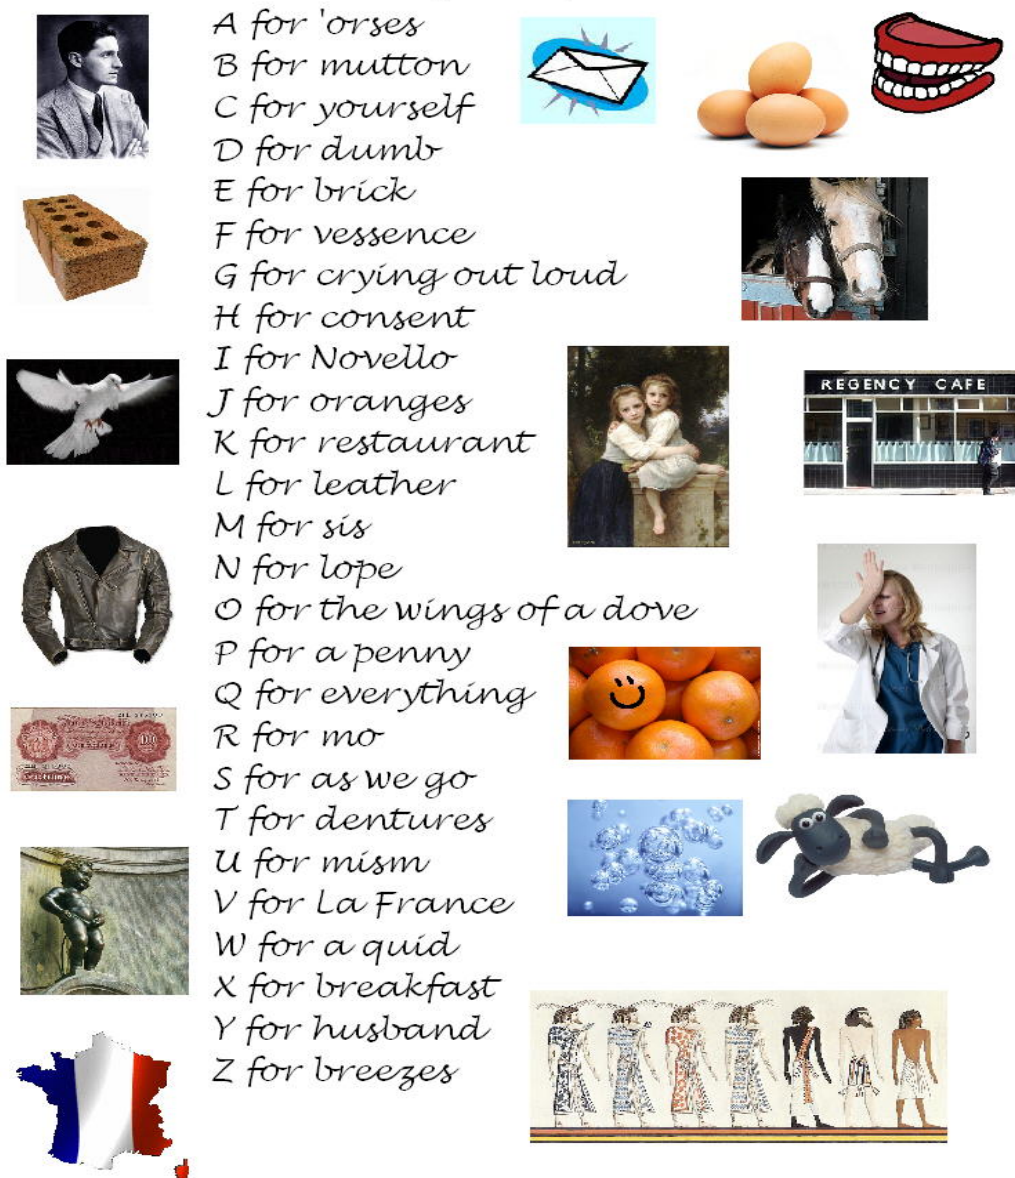 A for 'orses
B for mutton
C for yourself
D for dumb
E for brick
F for vessence
G for crying out loud
H for consent
I for Novello
J for oranges
K for restaurant
L for leather
M for sis
N for lope
O for the wings of a dove
P for a penny
Q for everything
R for mo
S for as we go
T for dentures
U for mism
V for La France
W for a quid
X for breakfast
Y for husband
Z for breezes
REGENCY CAFE